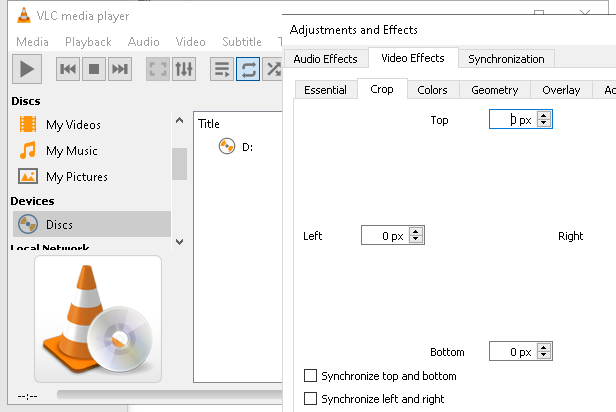 VLC media player
Media Playback Audio Video Subtitle
Discs
My Videos
My Music
My Pictures
Devices
Discs
Local Network
--:--
Title
D:
Adjustments and Effects
Audio Effects Video Effects Synchronization
Essential Crop Colors Geometry Overlay
Top 0 px
Left 0 px Right
Bottom 0 px
Synchronize top and bottom
Synchronize left and right